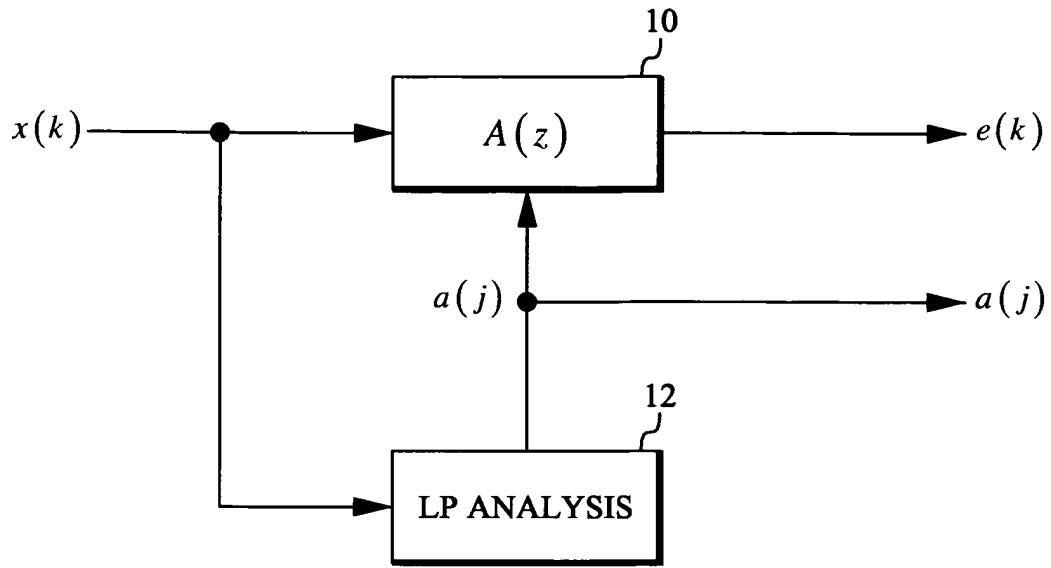 10
x(k)
A(z)
e(k)
a(j)
a(j)
12
LP ANALYSIS